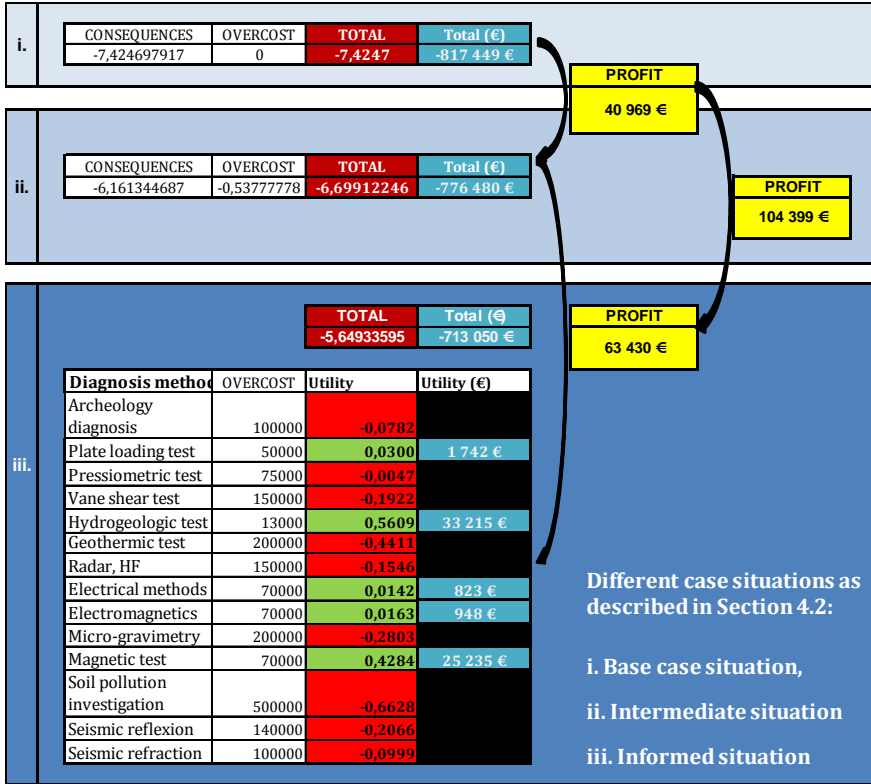 i.
CONSEQUENCES OVERCOST TOTAL Total (€)
-7,424697917 0 -7,4247 -817 449 €
PROFIT
40 969 €
ii.
CONSEQUENCES OVERCOST TOTAL Total (€)
-6,161344687 -0,53777778 -6,69912246 -776 480 €
PROFIT
104 399 €
iii.
TOTAL Total (€)
-5,64933595 -713 050 €
PROFIT
63 430 €
Diagnosis method OVERCOST Utility Utility (€)
Archeology
diagnosis 100000 -0,0782
Plate loading test 50000 0,0300 1 742 €
Pressiometric test 75000 -0,0047
Vane shear test 150000 -0,1922
Hydrogeologic test 13000 0,5609 33 215 €
Geothermic test 200000 -0,4411
Radar, HF 150000 -0,1546
Electrical methods 70000 0,0142 823 €
Electromagnetics 70000 0,0163 948 €
Micro-gravimetry 200000 -0,2803
Magnetic test 70000 0,4284 25 235 €
Soil pollution
investigation 500000 -0,6628
Seismic reflexion 140000 -0,2066
Seismic refraction 100000 -0,0999
Different case situations as
described in Section 4.2:
i. Base case situation,
ii. Intermediate situation
iii. Informed situation